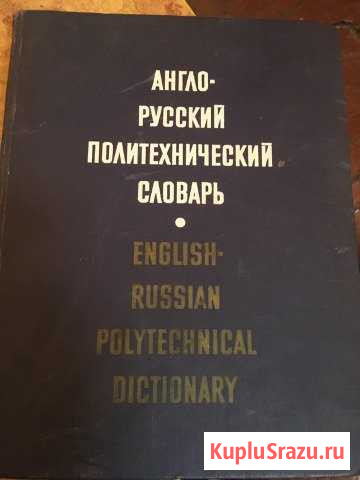 АНГЛО-
РУССКИЙ
ПОЛИТЕХНИЧЕСКИЙ
СЛОВАРЬ
ENGLISH-
RUSSIAN
POLYTECHNICAL
DICTIONARY
KupluSrazu.ru